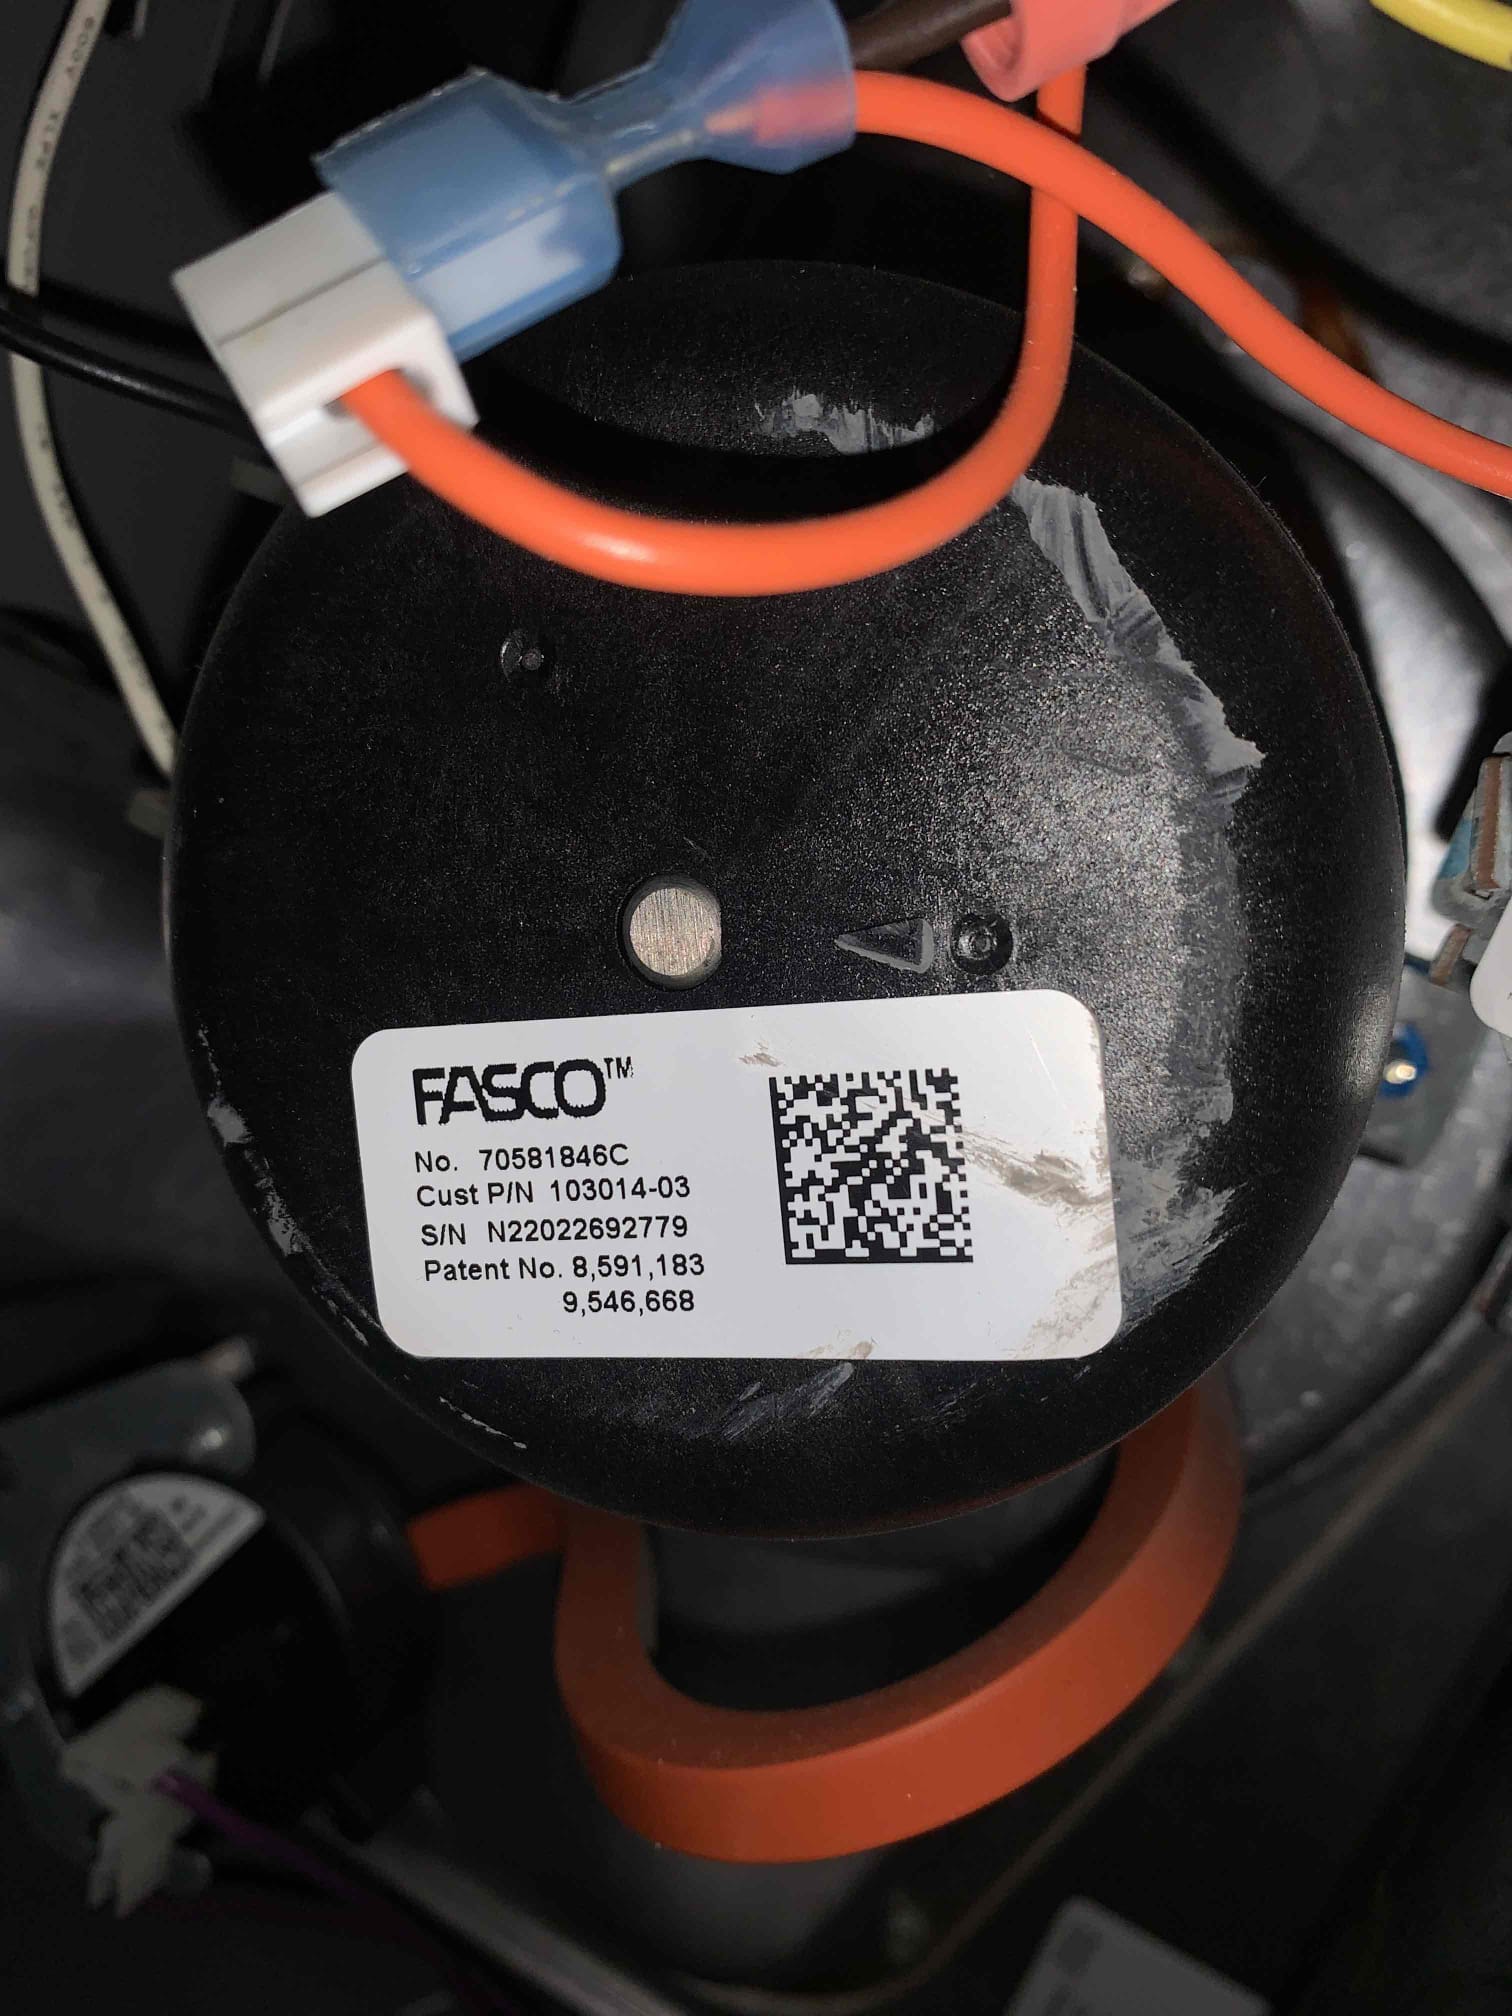 FASCO™
No. 70581846C
Cust P/N 103014-03
S/N N22022692779
Patent No. 8,591,183
9,546,668